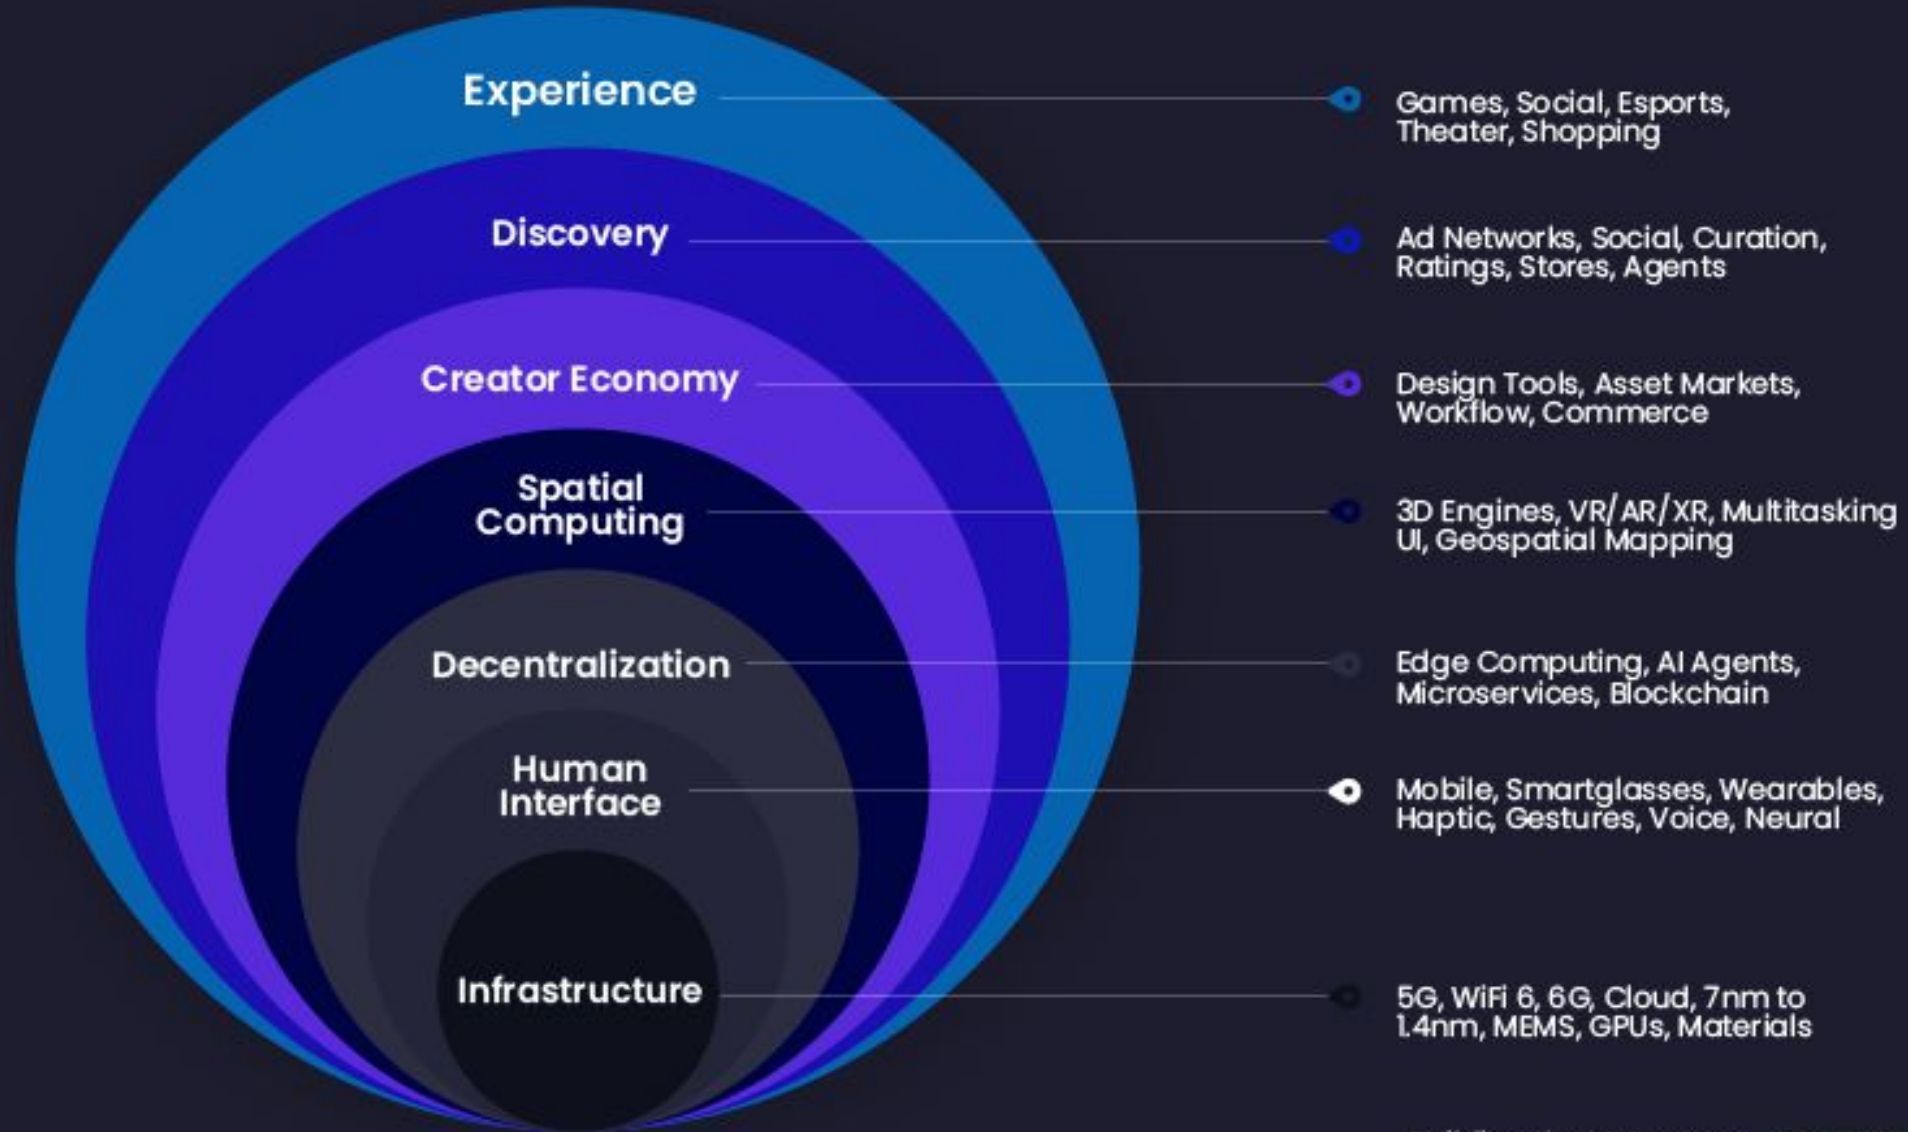 Experience
Games, Social, Esports,
Theater, Shopping
Discovery
Ad Networks, Social, Curation,
Ratings, Stores, Agents
Creator Economy
Design Tools, Asset Markets,
Workflow, Commerce
Spatial
Computing
3D Engines, VR/AR/XR, Multitasking
UI, Geospatial Mapping
Decentralization
Edge Computing, AI Agents,
Microservices, Blockchain
Human
Interface
Mobile, Smartglasses, Wearables,
Haptic, Gestures, Voice, Neural
Infrastructure
5G, WiFi 6, 6G, Cloud, 7nm to
1.4nm, MEMS, GPUs, Materials